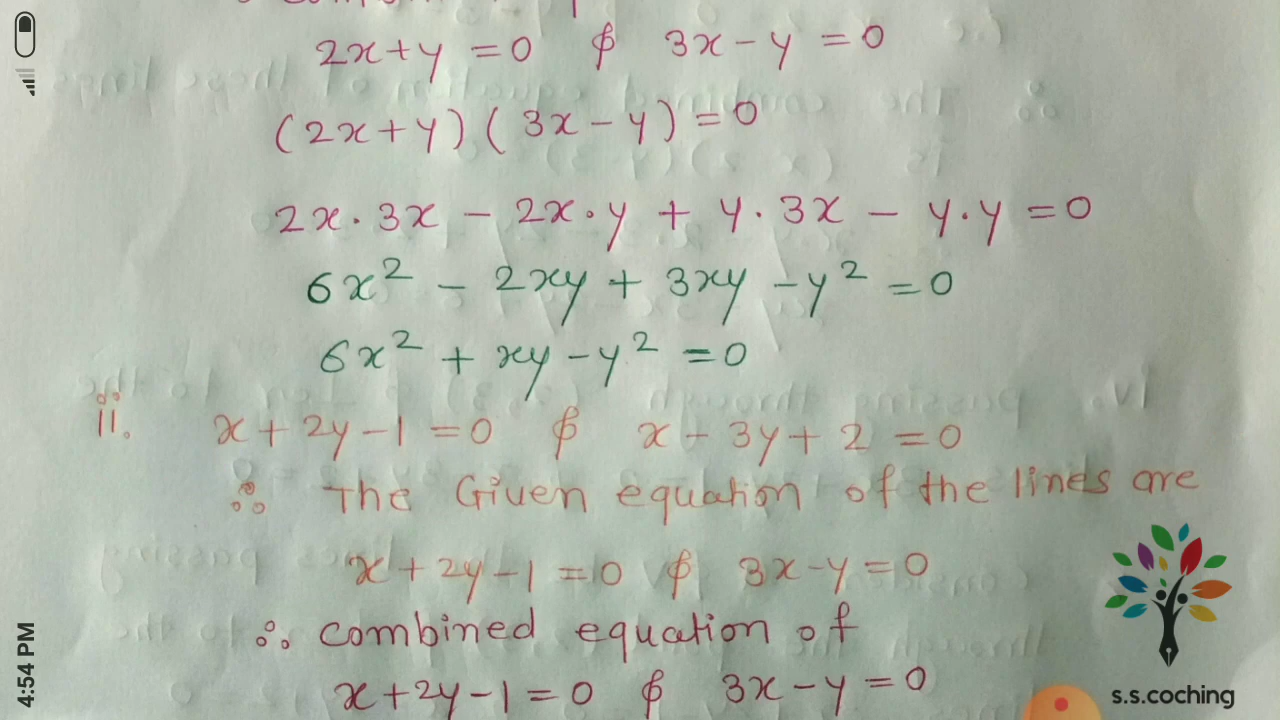 2x+y =0 & 3x-y =0
(2x+y)(3x-y)=0
2x·3x - 2x·y + y·3x - y·y =0
6x² - 2xy + 3xy -y² =0
6x² + xy-y² =0
ii. x+2y-1 =0 & x-3y+2 =0
∴ The Given equation of the lines are
x+2y-1=0 & 3x-y=0
∴ combined equation of
x+2y-1=0 & 3x-y=0
4:54 PM
s.s.coching